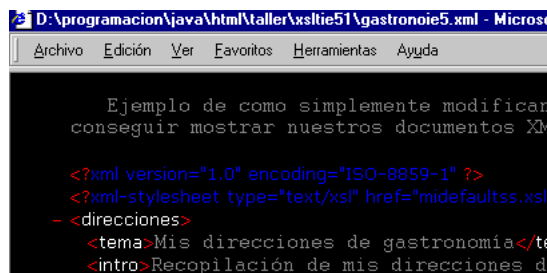 D:\programacion\java\html\taller\xsltie51\gastronoie5.xml - Microso
Archivo Edición Ver Favoritos Herramientas Ayuda
Ejemplo de como simplemente modifican
conseguir mostrar nuestros documentos XM
<?xml version="1.0" encoding="ISO-8859-1" ?>
<?xml-stylesheet type="text/xsl" href="midefaultss.xsl
- <direcciones>
<tema>Mis direcciones de gastronomía</te
<intro>Recopilación de mis direcciones d